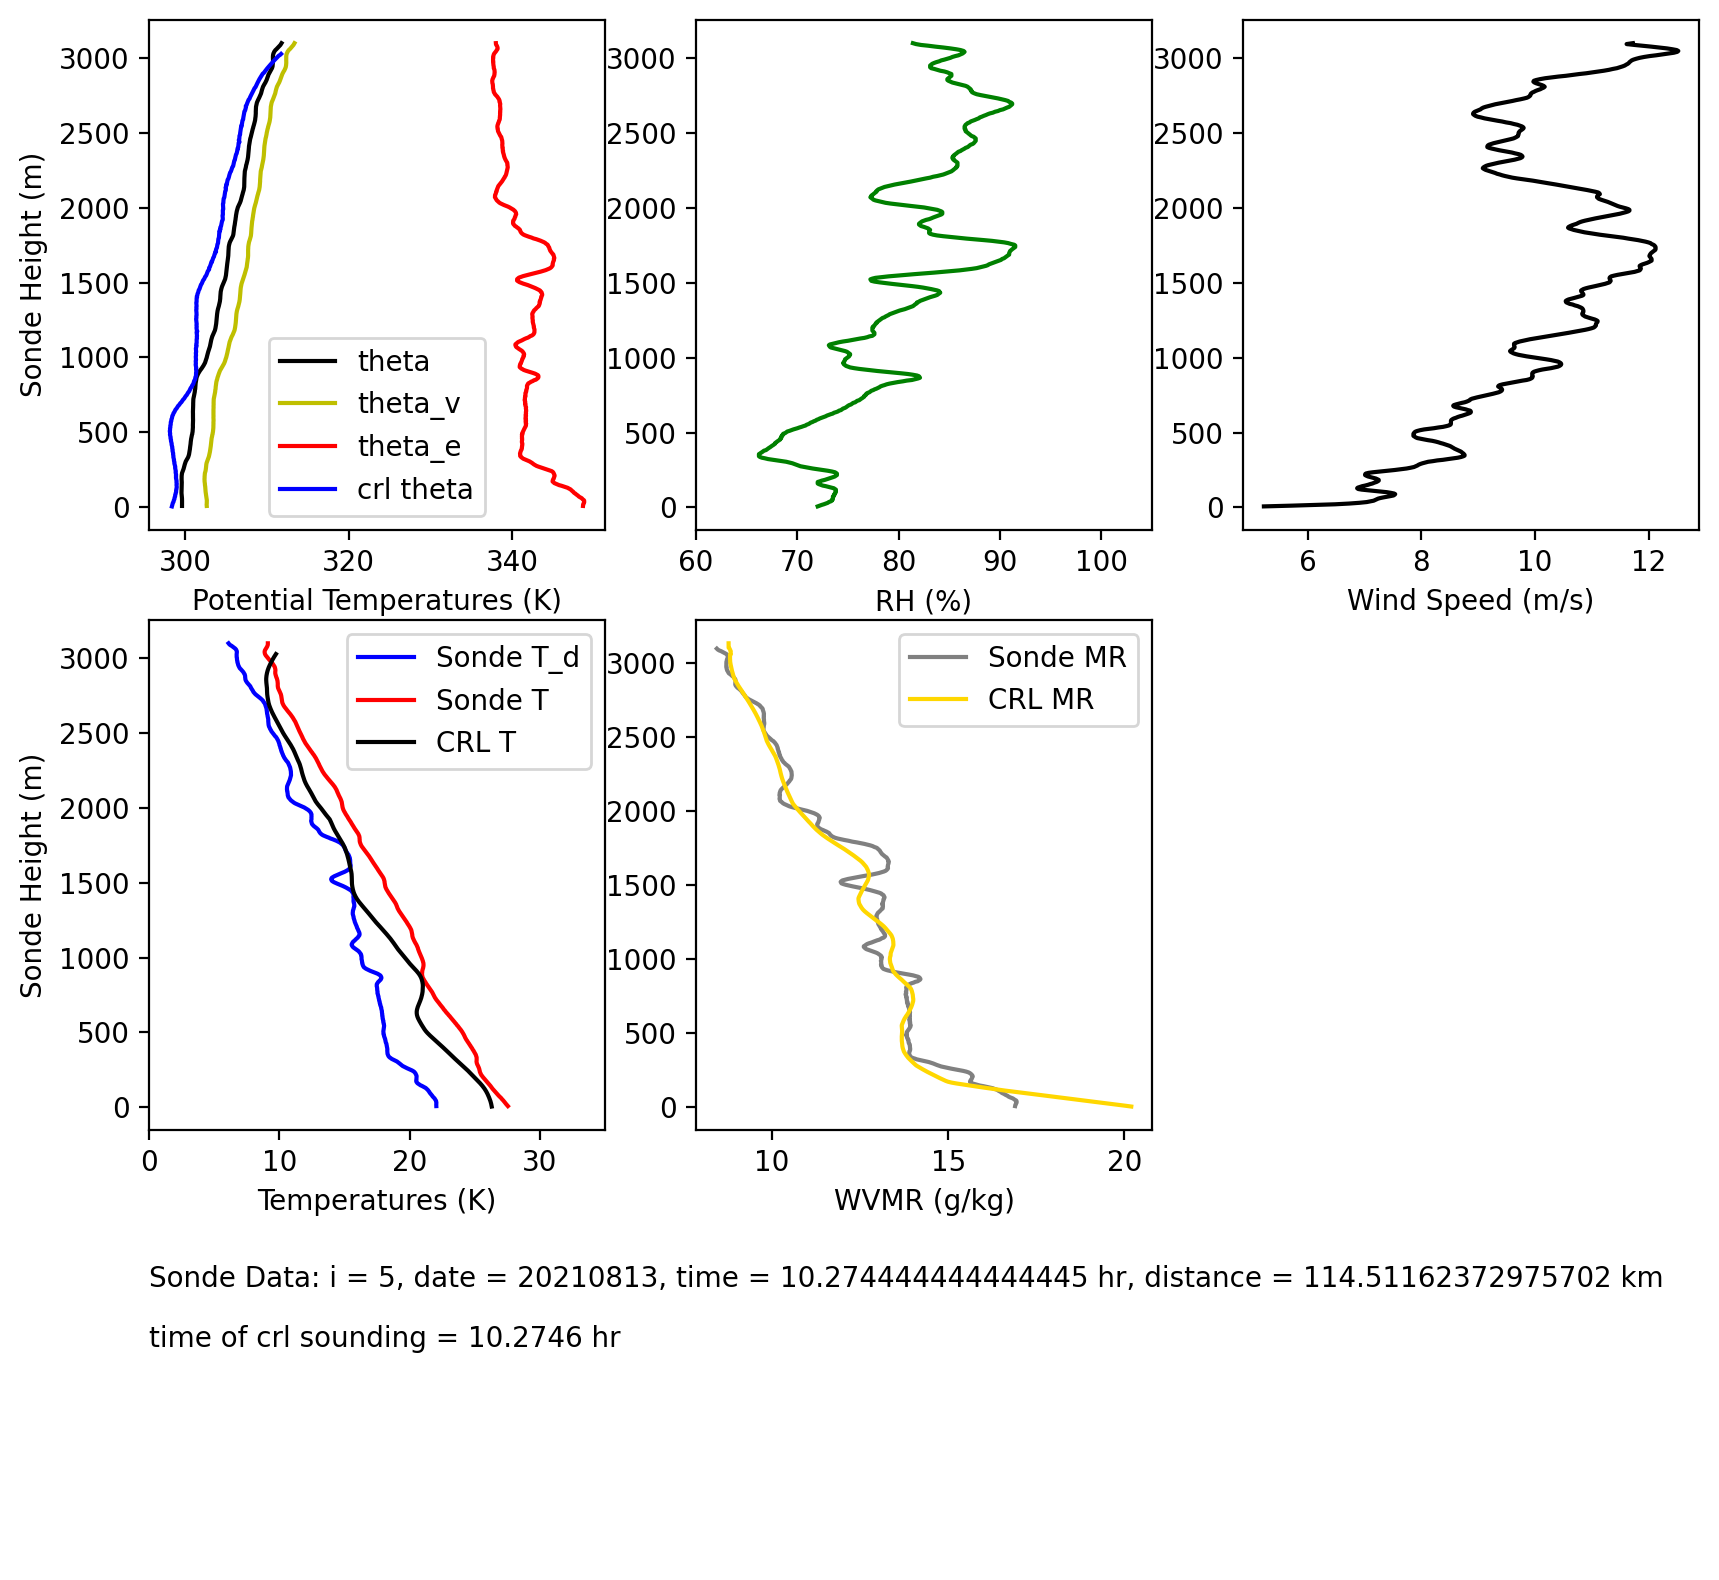 3000
2500
2000
1500
1000
500
0
Sonde Height (m)
theta
theta_v
theta_e
crl theta
300 320 340
Potential Temperatures (K)
3000
2500
2000
1500
1000
500
0
60 70 80 90 100
RH (%)
3000
2500
2000
1500
1000
500
0
6 8 10 12
Wind Speed (m/s)
3000
2500
2000
1500
1000
500
0
Sonde Height (m)
Sonde T_d
Sonde T
CRL T
0 10 20 30
Temperatures (K)
3000
2500
2000
1500
1000
500
0
Sonde MR
CRL MR
10 15 20
WVMR (g/kg)
Sonde Data: i = 5, date = 20210813, time = 10.274444444444445 hr, distance = 114.51162372975702 km
time of crl sounding = 10.2746 hr